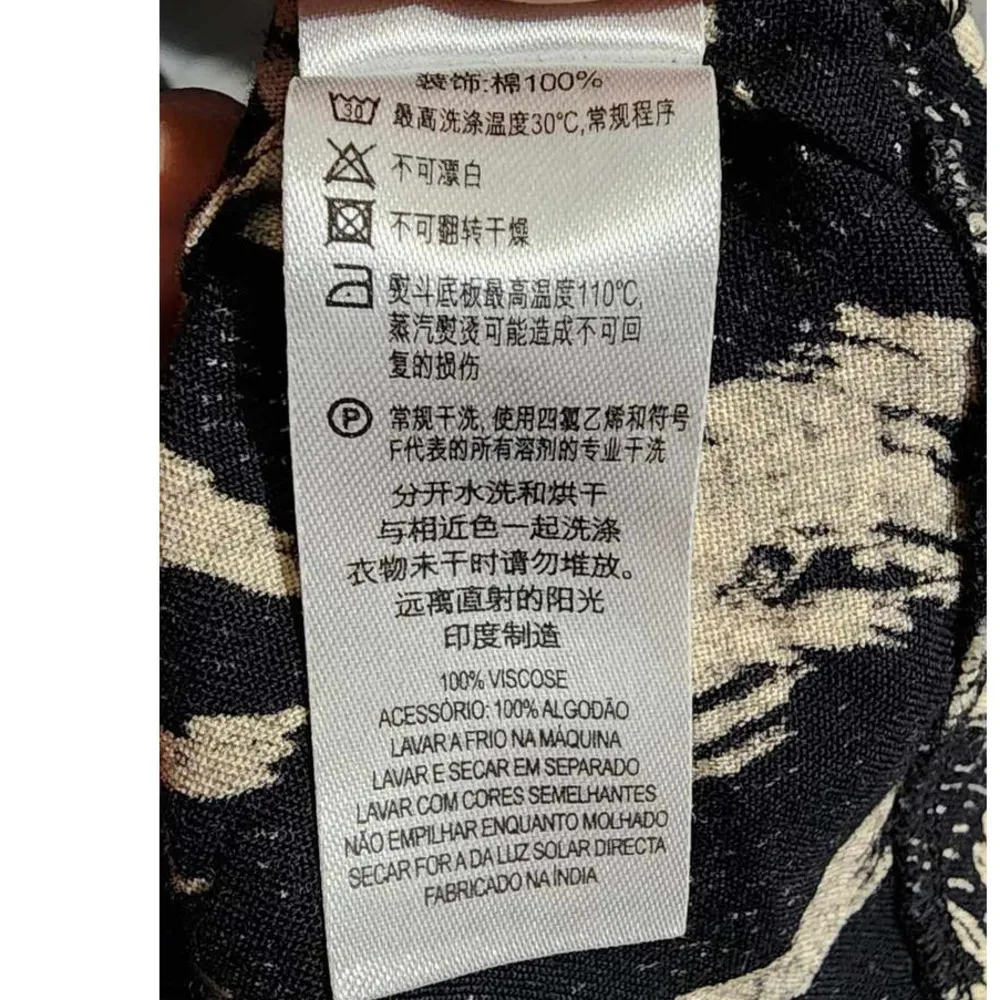 装饰:棉100%
30 最高洗涤温度30°C,常规程序
不可漂白
不可翻转干燥
熨斗底板最高温度110°C,
蒸汽熨烫可能造成不可回
复的损伤
P 常规干洗,使用四氯乙烯和符号
F代表的所有溶剂的专业干洗
分开水洗和烘干
与相近色一起洗涤
衣物未干时请勿堆放。
远离直射的阳光
印度制造
100% VISCOSE
ACESSÓRIO: 100% ALGODÃO
LAVAR A FRIO NA MÁQUINA
LAVAR E SECAR EM SEPARADO
LAVAR COM CORES SEMELHANTES
NÃO EMPILHAR ENQUANTO MOLHADO
SECAR FOR A DA LUZ SOLAR DIRECTA
FABRICADO NA ÍNDIA